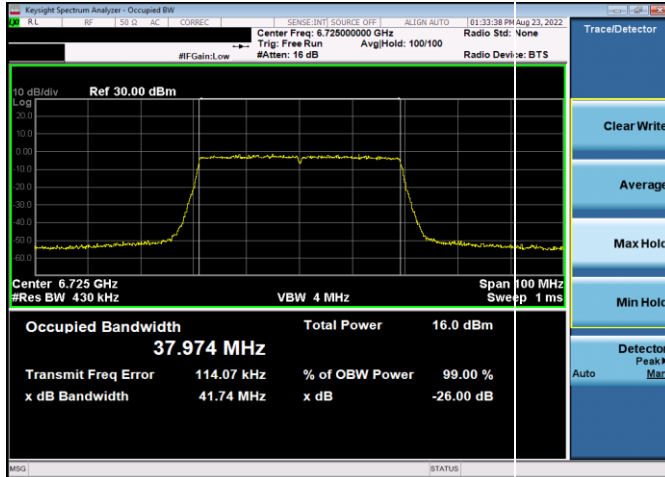 Keysight Spectrum Analyzer - Occupied BW
RL RF 50 Ω AC CORREC SENSE:INT SOURCE OFF ALIGN AUTO 01:33:38 PM Aug 23, 2022
Center Freq: 6.725000000 GHz Radio Std: None
Trig: Free Run Avg|Hold: 100/100
#IFGain:Low #Atten: 16 dB Radio Device: BTS
Trace/Detector
10 dB/div Ref 30.00 dBm
Log
20.0
10.0
0.00
-10.0
-20.0
-30.0
-40.0
-50.0
-60.0
Center 6.725 GHz Span 100 MHz
#Res BW 430 kHz VBW 4 MHz Sweep 1 ms
Occupied Bandwidth Total Power 16.0 dBm
37.974 MHz
Transmit Freq Error 114.07 kHz % of OBW Power 99.00 %
x dB Bandwidth 41.74 MHz x dB -26.00 dB
Clear Write
Average
Max Hold
Min Hold
Detector
Peak
Auto Man
MSG STATUS